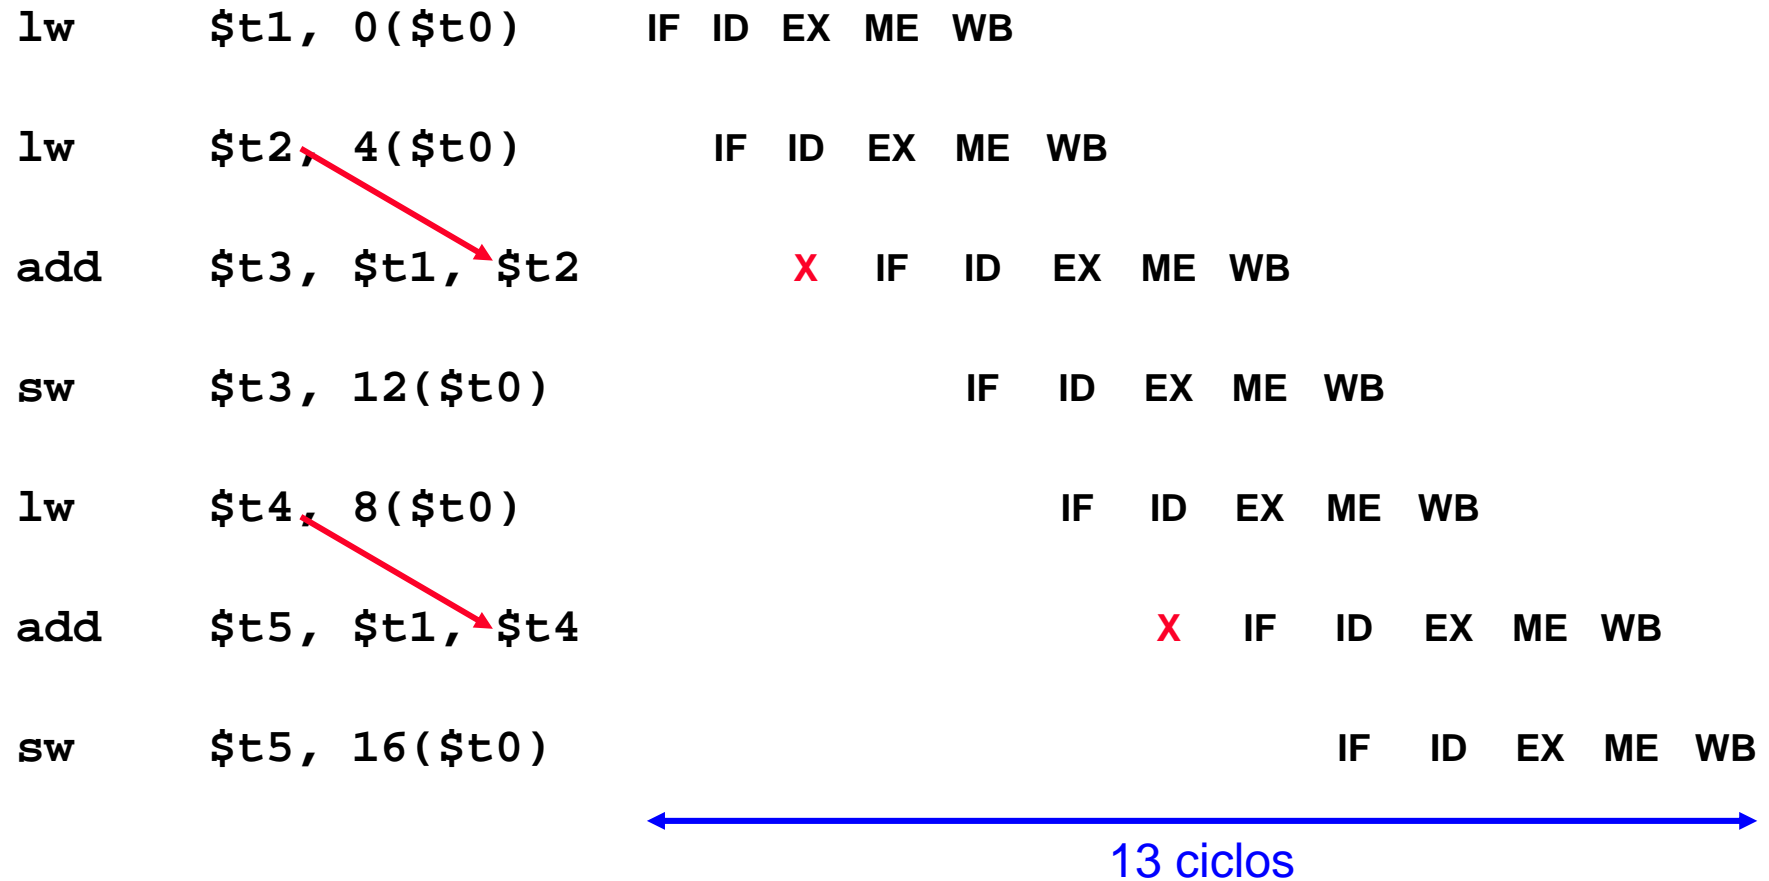 lw $t1, 0($t0) IF ID EX ME WB
lw $t2, 4($t0) IF ID EX ME WB
add $t3, $t1, $t2 X IF ID EX ME WB
sw $t3, 12($t0) IF ID EX ME WB
lw $t4, 8($t0) IF ID EX ME WB
add $t5, $t1, $t4 X IF ID EX ME WB
sw $t5, 16($t0) IF ID EX ME WB
13 ciclos